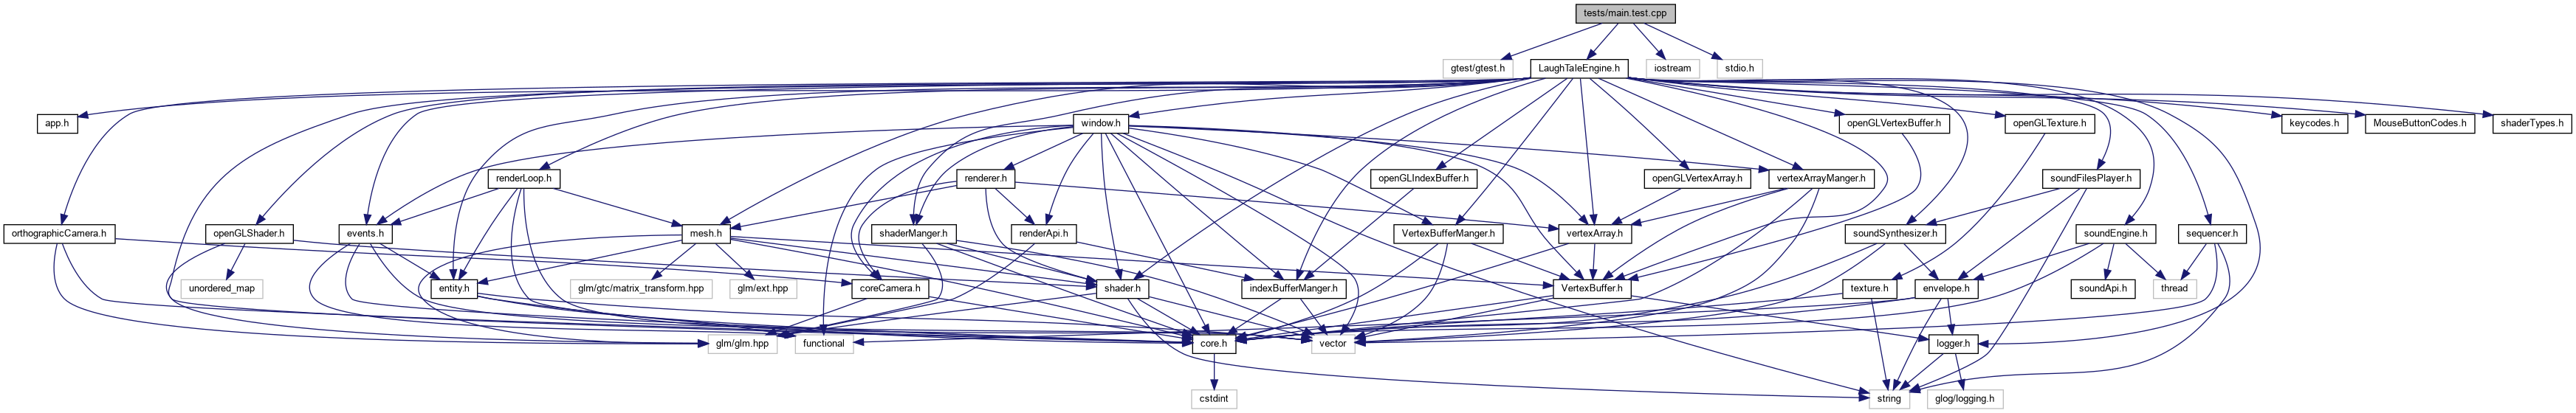 tests/main.test.cpp
gtest/gtest.h
LaughTaleEngine.h
iostream
stdio.h
app.h
window.h
openGLVertexBuffer.h
openGLTexture.h
keycodes.h
MouseButtonCodes.h
shaderTypes.h
renderLoop.h
renderer.h
openGLIndexBuffer.h
openGLVertexArray.h
vertexArrayManger.h
soundFilesPlayer.h
orthographicCamera.h
openGLShader.h
events.h
mesh.h
shaderManger.h
renderApi.h
VertexBufferManger.h
vertexArray.h
soundSynthesizer.h
soundEngine.h
sequencer.h
unordered_map
entity.h
glm/gtc/matrix_transform.hpp
glm/ext.hpp
coreCamera.h
shader.h
indexBufferManger.h
VertexBuffer.h
texture.h
envelope.h
soundApi.h
thread
glm/glm.hpp
functional
core.h
vector
logger.h
cstdint
string
glog/logging.h